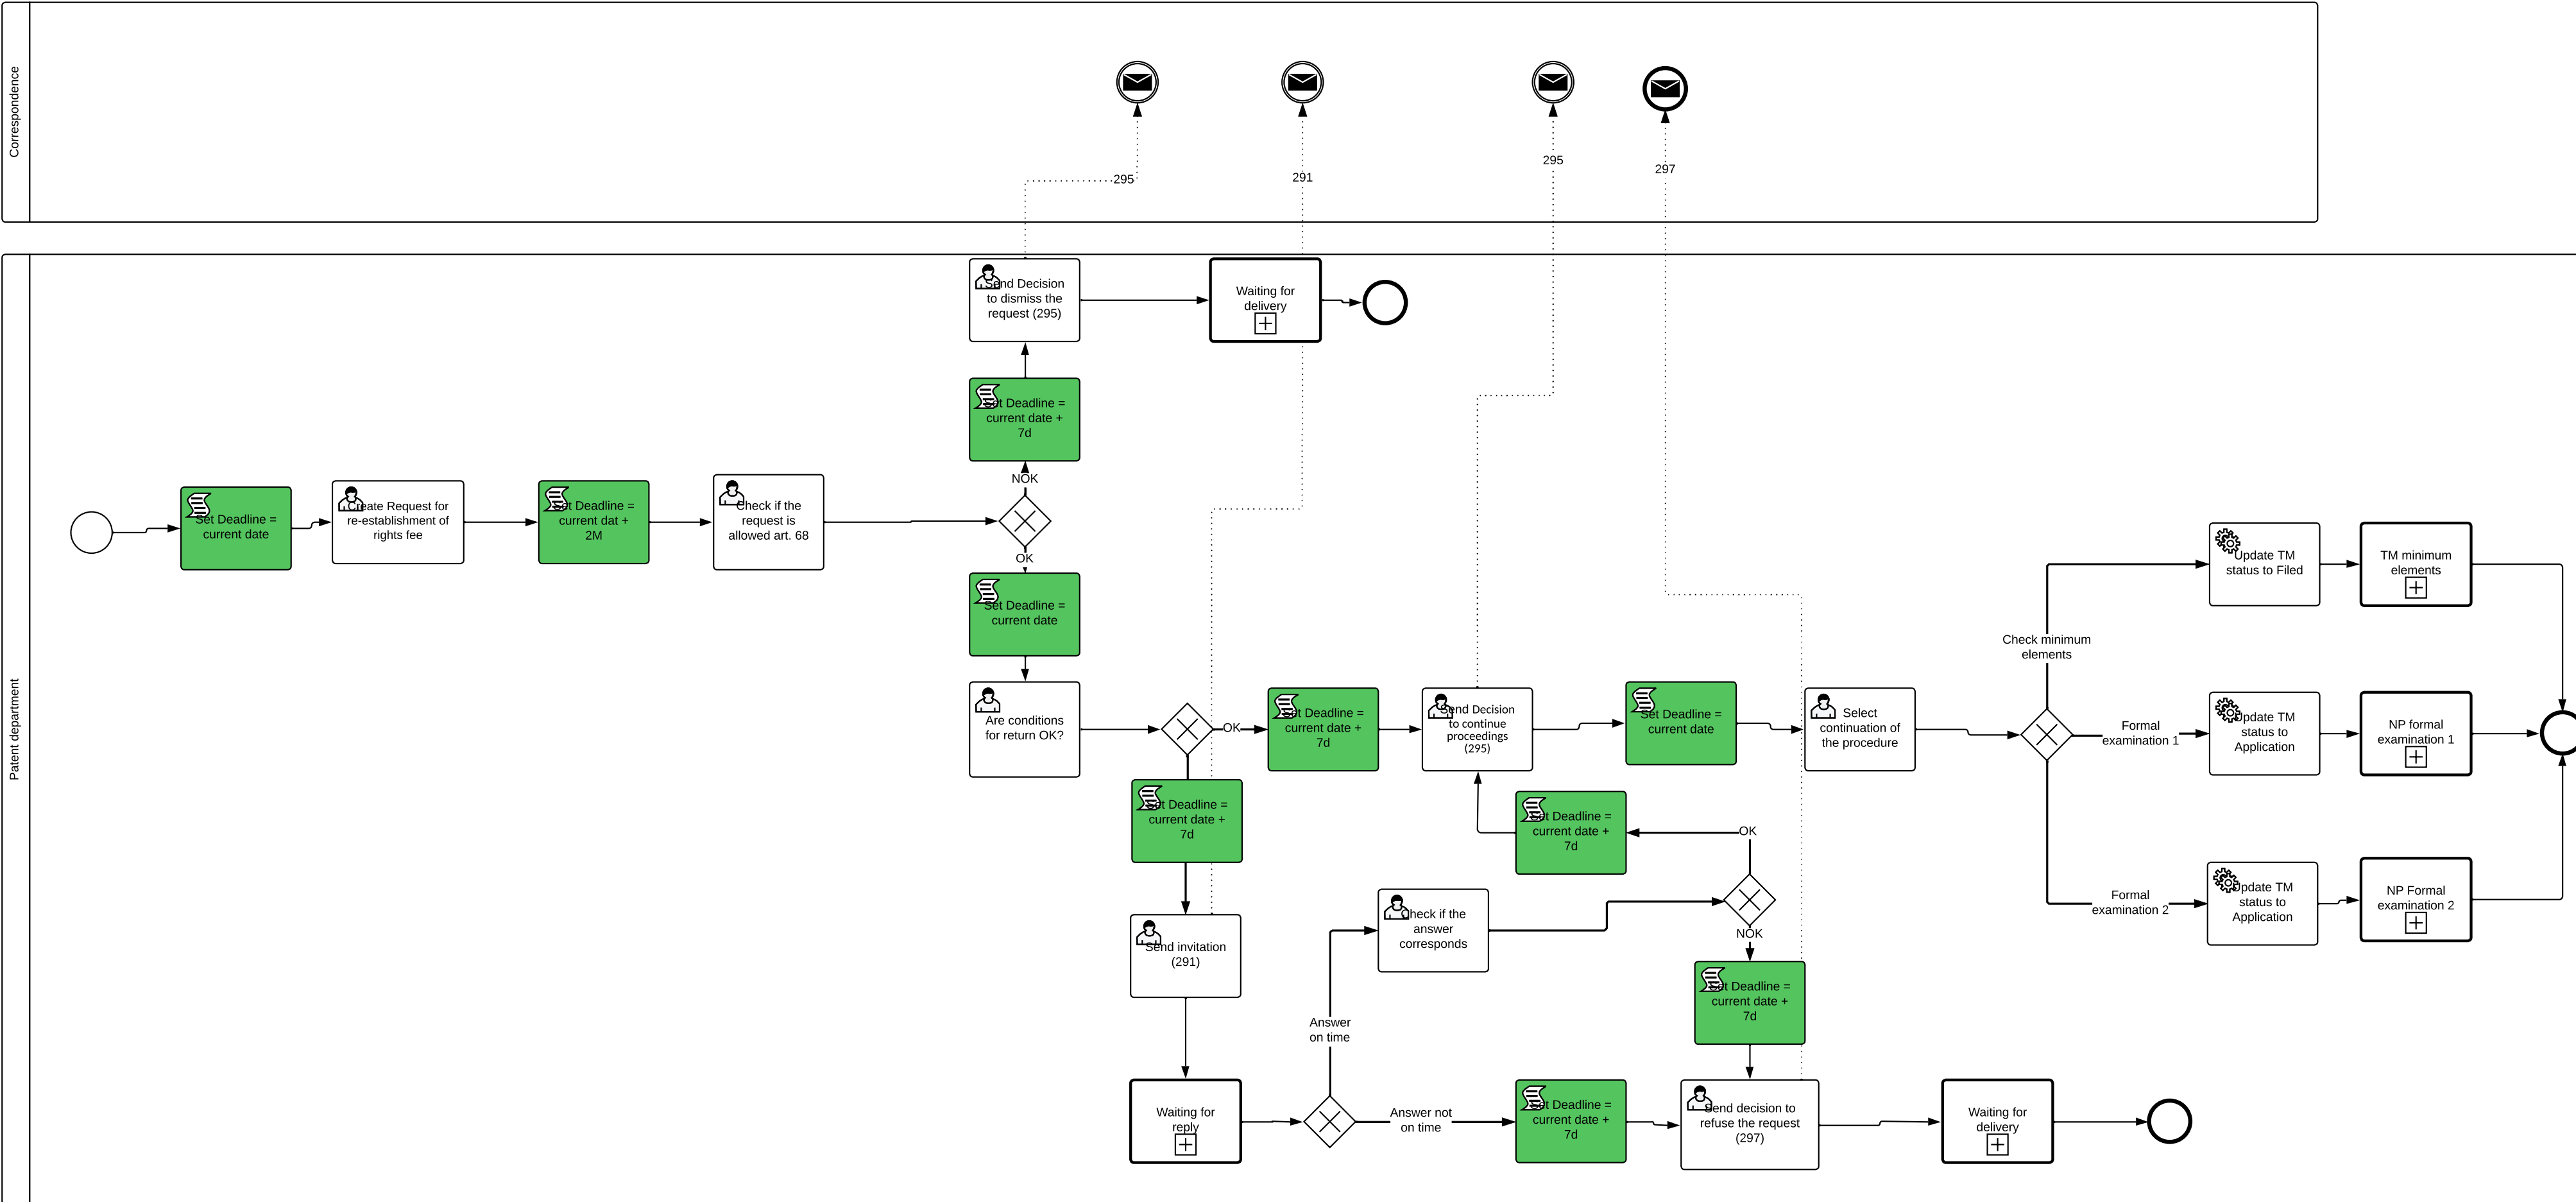 Correspondence
295
291
295
297
Patent department
Send Decision
to dismiss the
request (295)
Waiting for
delivery
Set Deadline =
current date +
7d
NOK
Set Deadline =
current date
Create Request for
re-establishment of
rights fee
Set Deadline =
current dat +
2M
Check if the
request is
allowed art. 68
OK
Set Deadline =
current date
Are conditions
for return OK?
OK
Set Deadline =
current date +
7d
Send Decision
to continue
proceedings
(295)
Set Deadline =
current date
Select
continuation of
the procedure
Check minimum
elements
Update TM
status to Filed
TM minimum
elements
Formal
examination 1
Update TM
status to
Application
NP formal
examination 1
Formal
examination 2
Update TM
status to
Application
NP Formal
examination 2
Set Deadline =
current date +
7d
Set Deadline =
current date +
7d
OK
Send invitation
(291)
Check if the
answer
corresponds
NOK
Set Deadline =
current date +
7d
Answer
on time
Waiting for
reply
Answer not
on time
Set Deadline =
current date +
7d
Send decision to
refuse the request
(297)
Waiting for
delivery